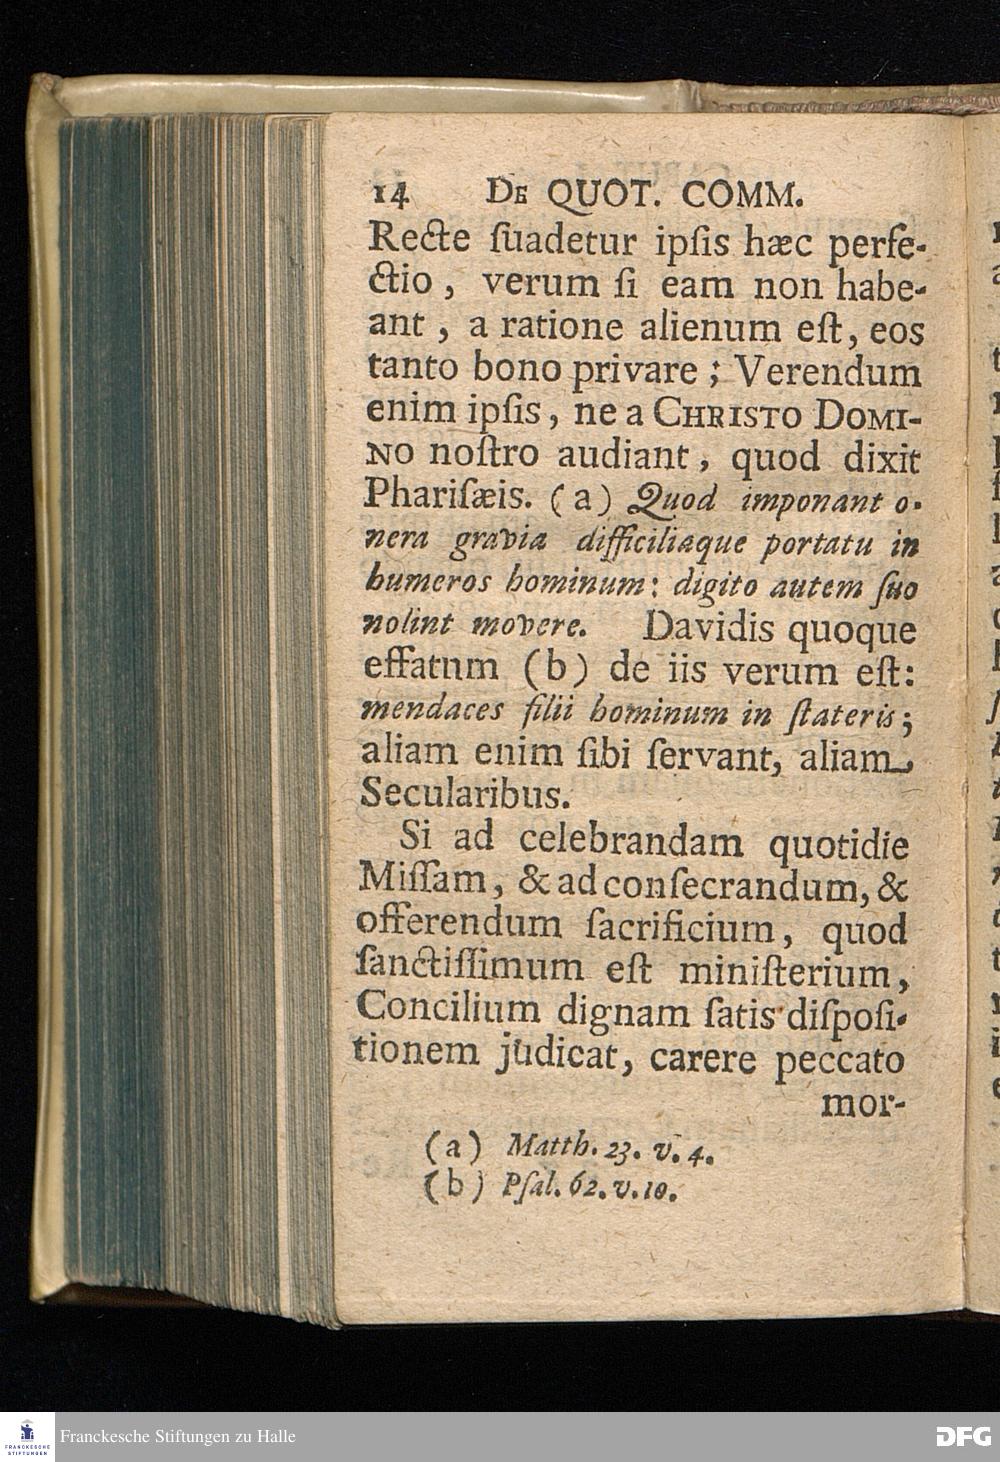 14 DE QUOT. COMM.
Recte ſuadetur ipſis hæc perfe-
ctio, verum ſi eam non habe-
ant, a ratione alienum eſt, eos
tanto bono privare; Verendum
enim ipſis, ne a CHRISTO DOMI-
NO noſtro audiant, quod dixit
Phariſæis. (a) Quod imponant o-
nera gravia difficiliaque portatu in
humeros hominum: digito autem ſuo
nolint movere. Davidis quoque
effatum (b) de iis verum eſt:
mendaces filii hominum in ſtateris;
aliam enim ſibi ſervant, aliam
Secularibus.
Si ad celebrandam quotidie
Miſſam, & ad conſecrandum, &
offerendum ſacrificium, quod
ſanctiſſimum eſt miniſterium,
Concilium dignam ſatis diſpoſi-
tionem judicat, carere peccato
mor-
(a) Matth. 23. v. 4.
(b) Pſal. 62. v. 10.
FRANCKESCHE
STIFTUNGEN
Franckesche Stiftungen zu Halle
DFG